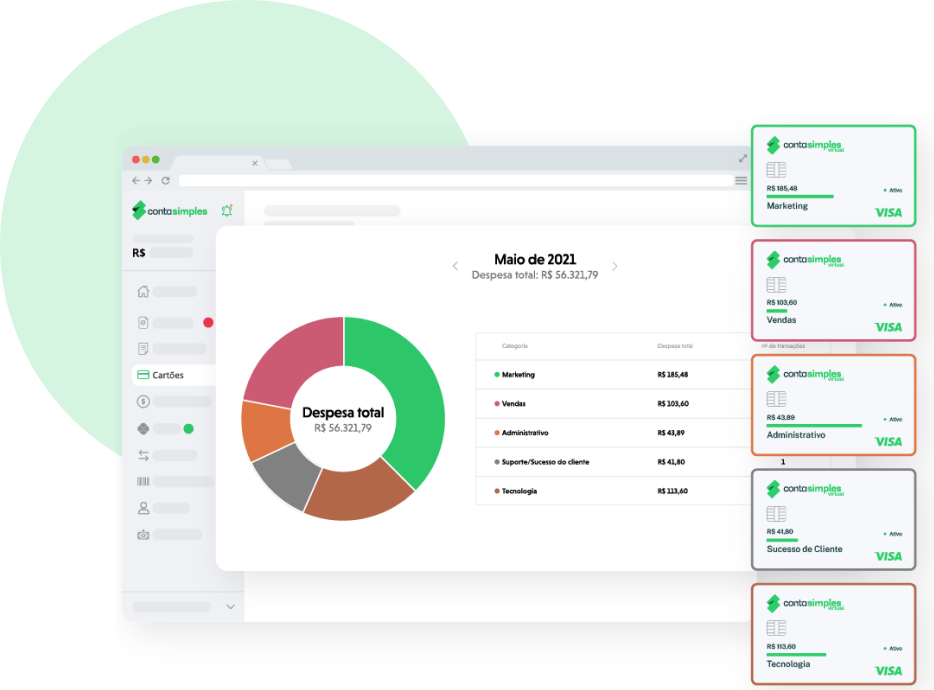 contasimples
R$
Cartões
Maio de 2021
Despesa total: R$ 56.321,79
Despesa total
R$ 56.321,79
Categoria Despesa total Nº de transações
Marketing R$ 185,48
Vendas R$ 103,60
Administrativo R$ 43,89
Suporte/Sucesso do cliente R$ 41,80 1
Tecnologia R$ 113,60
contasimples
virtual
R$ 185,48 Ativo
Marketing
VISA
contasimples
virtual
R$ 103,60 Ativo
Vendas
VISA
contasimples
virtual
R$ 43,89 Ativo
Administrativo
VISA
contasimples
virtual
R$ 41,80 Ativo
Sucesso de Cliente
VISA
contasimples
virtual
R$ 113,60 Ativo
Tecnologia
VISA